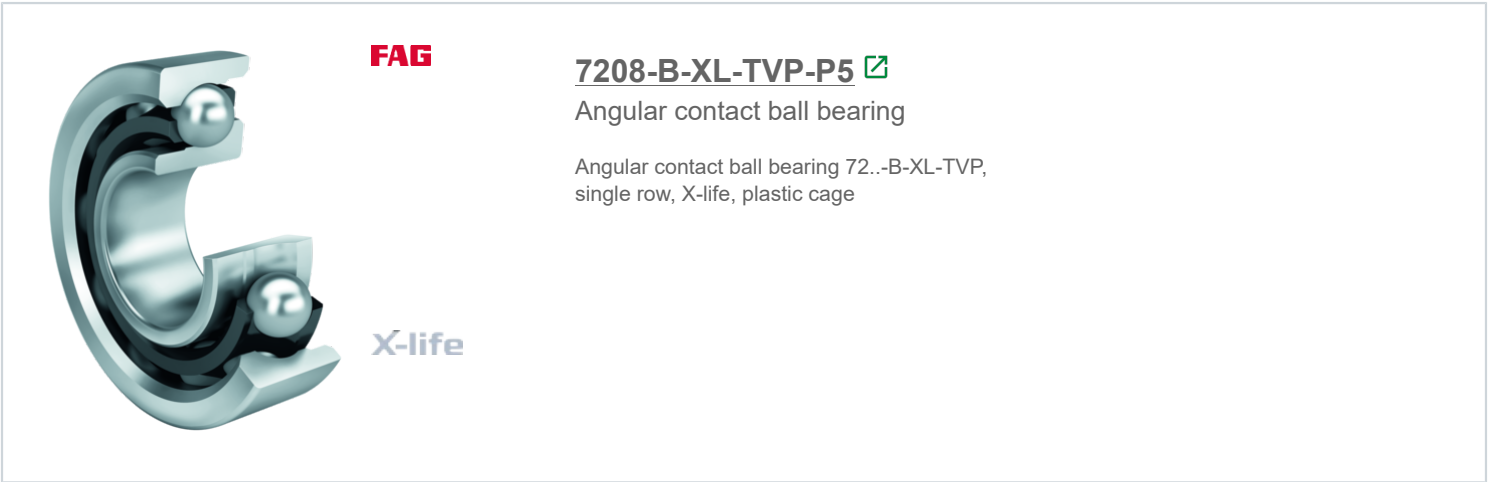 FAG
7208-B-XL-TVP-P5
Angular contact ball bearing
Angular contact ball bearing 72..-B-XL-TVP,
single row, X-life, plastic cage
X-life